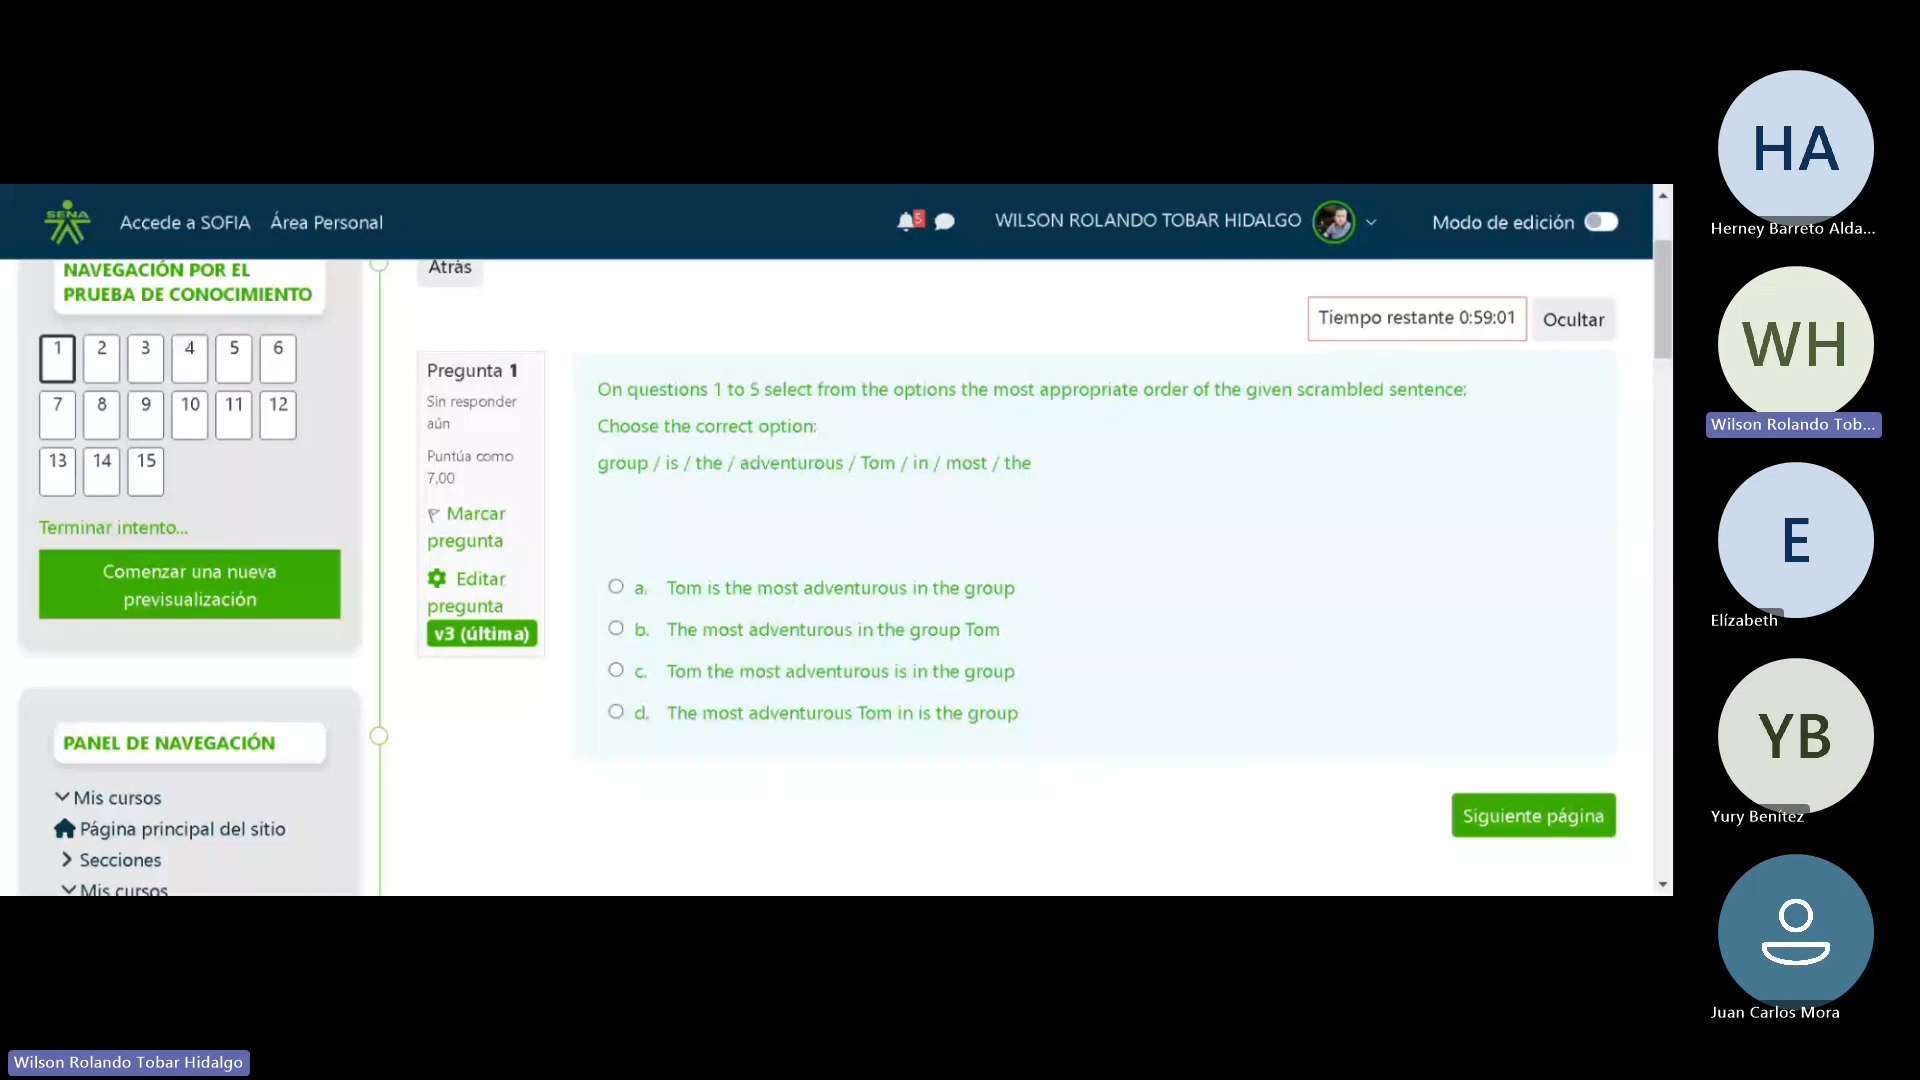 SENA
Accede a SOFIA
Área Personal
5
WILSON ROLANDO TOBAR HIDALGO
Modo de edición
NAVEGACIÓN POR EL
PRUEBA DE CONOCIMIENTO
1 2 3 4 5 6
7 8 9 10 11 12
13 14 15
Terminar intento...
Comenzar una nueva
previsualización
PANEL DE NAVEGACIÓN
Mis cursos
Página principal del sitio
Secciones
Mis cursos
Atrás
Tiempo restante 0:59:01
Ocultar
Pregunta 1
Sin responder
aún
Puntúa como
7,00
Marcar
pregunta
Editar
pregunta
v3 (última)
On questions 1 to 5 select from the options the most appropriate order of the given scrambled sentence:
Choose the correct option:
group / is / the / adventurous / Tom / in / most / the
a. Tom is the most adventurous in the group
b. The most adventurous in the group Tom
c. Tom the most adventurous is in the group
d. The most adventurous Tom in is the group
Siguiente página
HA
Herney Barreto Alda...
WH
Wilson Rolando Tob...
E
Elízabeth
YB
Yury Benítez
Juan Carlos Mora
Wilson Rolando Tobar Hidalgo